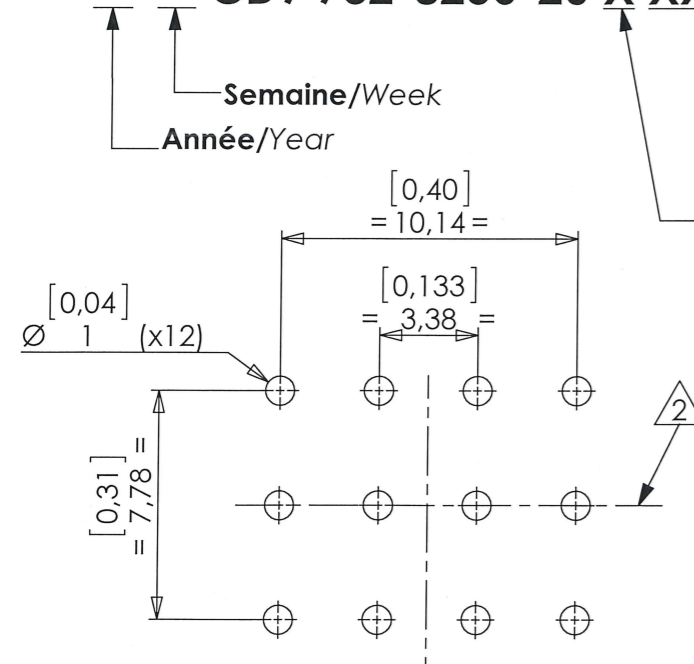 Semaine/Week
Année/Year
[0,40]
= 10,14 =
[0,133]
= 3,38 =
[0,04]
Ø 1 (x12)
[0,31]
= 7,78 =
2